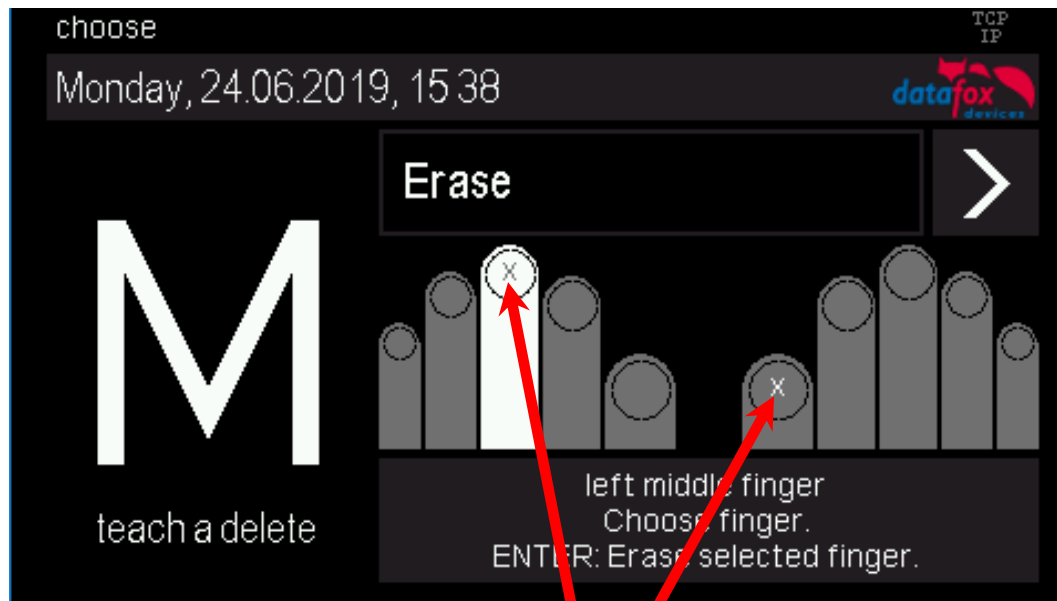 choose
TCP
IP
Monday, 24.06.2019, 15 38
datafox
devices
Erase
M
X
X
teach a delete
left middle finger
Choose finger.
ENTER: Erase selected finger.